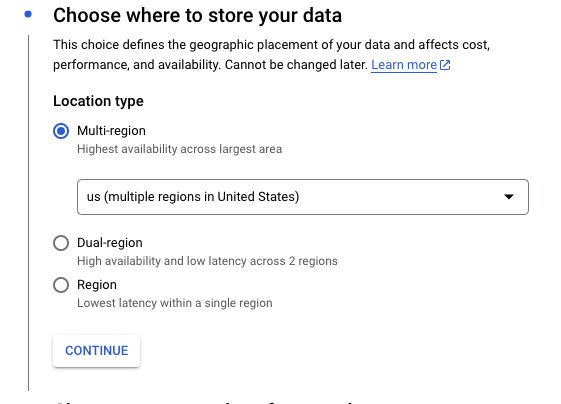 Choose where to store your data
This choice defines the geographic placement of your data and affects cost,
performance, and availability. Cannot be changed later. Learn more
Location type
Multi-region
Highest availability across largest area
us (multiple regions in United States)
Dual-region
High availability and low latency across 2 regions
Region
Lowest latency within a single region
CONTINUE